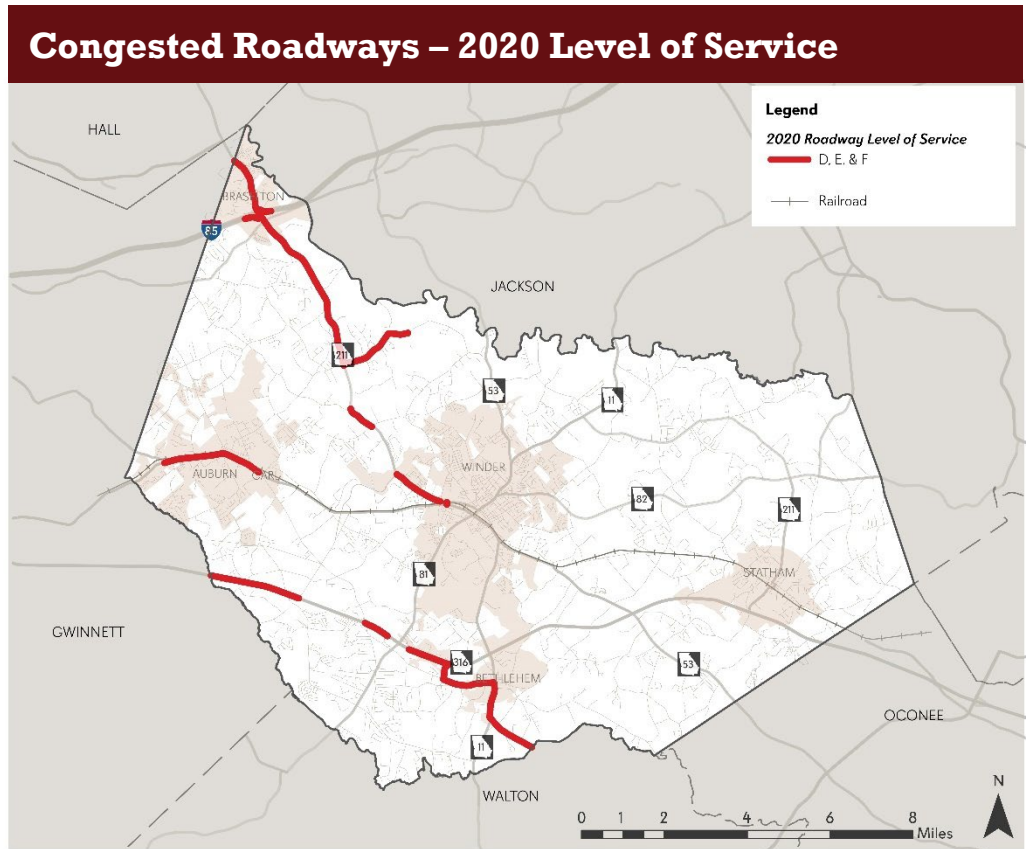 Congested Roadways – 2020 Level of Service
Legend
2020 Roadway Level of Service
D, E, & F
Railroad
HALL
BRASELTON
85
JACKSON
211
53
11
AUBURN
CARL
WINDER
82
211
81
STATHAM
GWINNETT
316
BETHLEHEM
53
OCONEE
11
WALTON
N
0 1 2 4 6 8
Miles